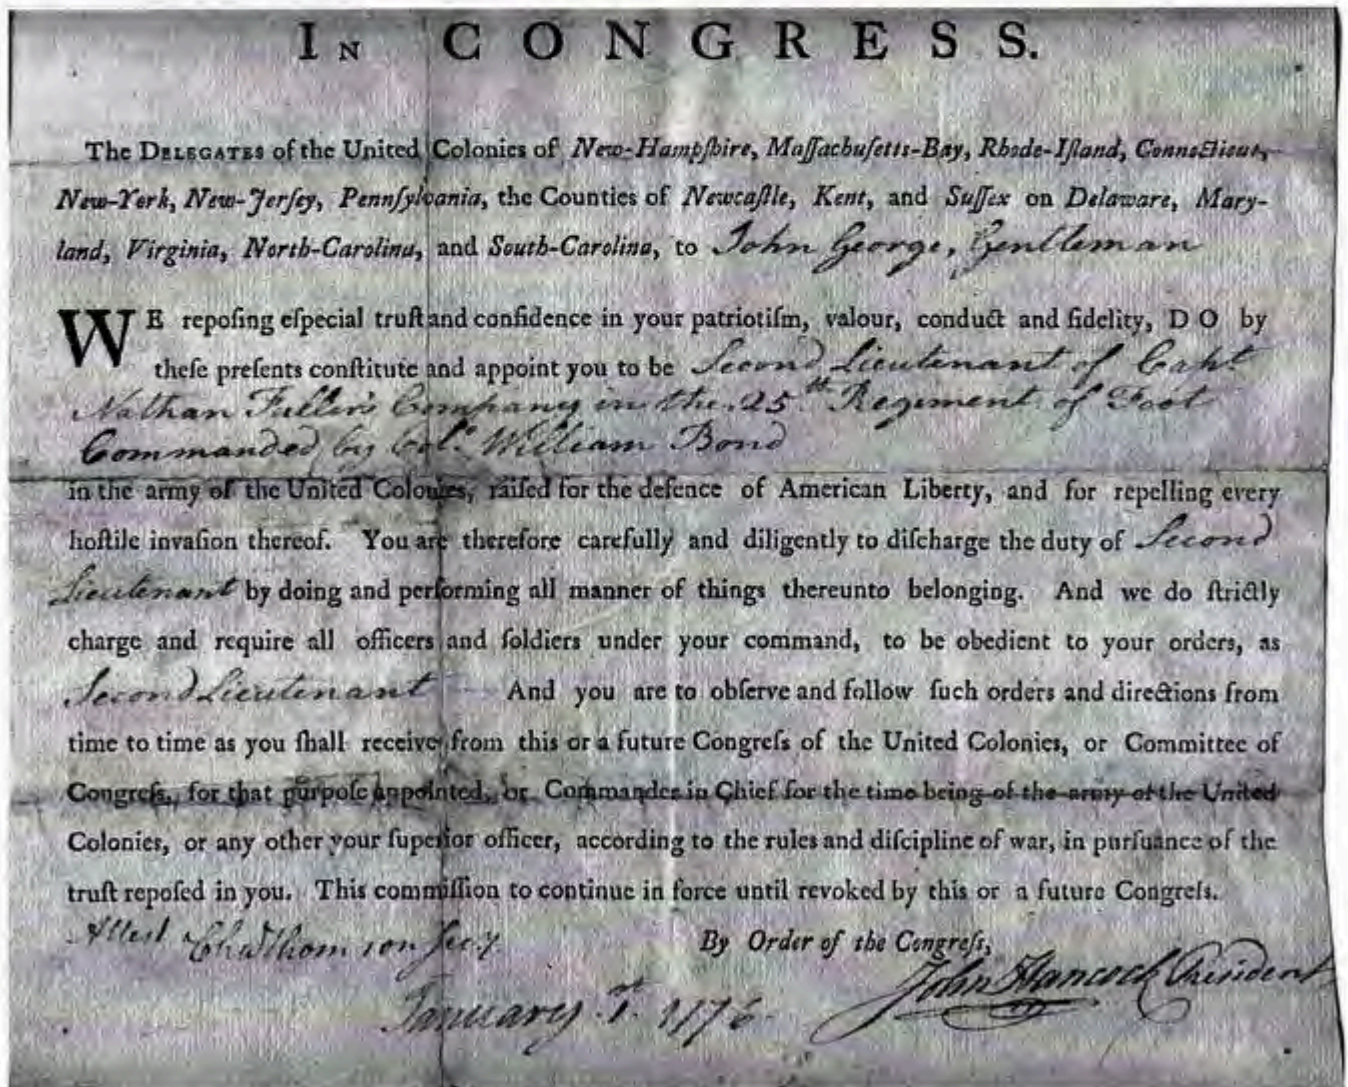 IN CONGRESS.
The DELEGATES of the United Colonies of New-Hampſhire, Maſſachuſetts-Bay, Rhode-Iſland, Connecticut,
New-York, New-Jerſey, Pennſylvania, the Counties of Newcaſtle, Kent, and Suſſex on Delaware, Mary-
land, Virginia, North-Carolina, and South-Carolina, to John George, Gentleman
WE repoſing eſpecial truſt and confidence in your patriotiſm, valour, conduct and fidelity, DO by
theſe preſents conſtitute and appoint you to be Second Lieutenant of Capt
Nathan Fuller's Company in the 25th Regiment of Foot
Commanded by Colo. William Bond
in the army of the United Colonies, raiſed for the defence of American Liberty, and for repelling every
hoſtile invaſion thereof. You are therefore carefully and diligently to diſcharge the duty of Second
Lieutenant by doing and performing all manner of things thereunto belonging. And we do ſtrictly
charge and require all officers and ſoldiers under your command, to be obedient to your orders, as
Second Lieutenant And you are to obſerve and follow ſuch orders and directions from
time to time as you ſhall receive from this or a future Congreſs of the United Colonies, or Committee of
Congreſs, for that purpoſe appointed, or Commander in Chief for the time being of the army of the United
Colonies, or any other your ſuperior officer, according to the rules and diſcipline of war, in purſuance of the
truſt repoſed in you. This commiſſion to continue in force until revoked by this or a future Congreſs.
Attest Cha Thomson Secy. By Order of the Congreſs,
John Hancock President
January 1st. 1776.